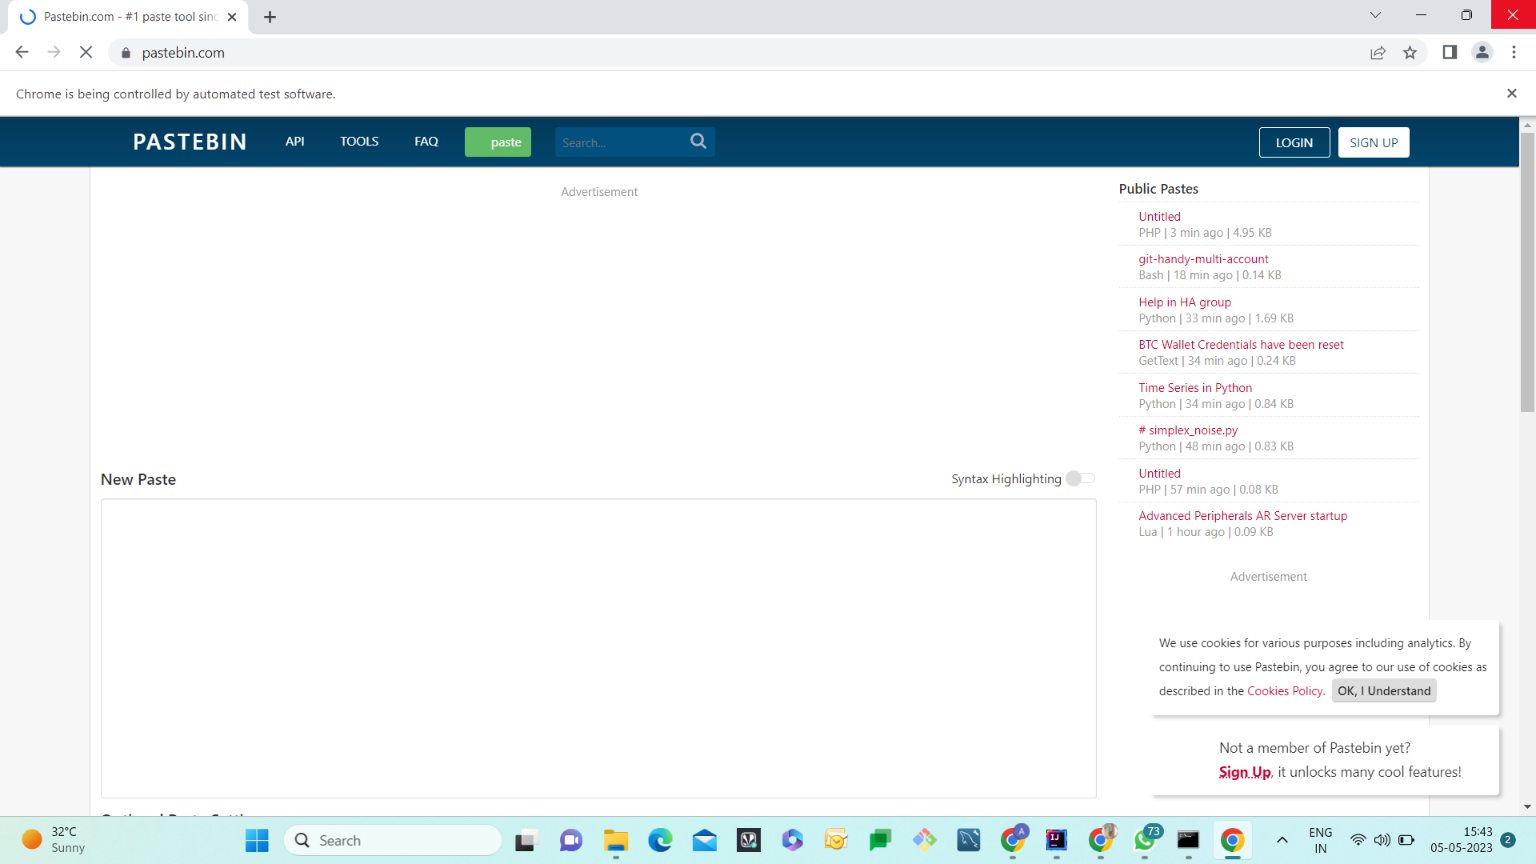 Pastebin.com - #1 paste tool sinc
pastebin.com
Chrome is being controlled by automated test software.
PASTEBIN
API
TOOLS
FAQ
paste
Search...
LOGIN
SIGN UP
Advertisement
Public Pastes
Untitled
PHP | 3 min ago | 4.95 KB
git-handy-multi-account
Bash | 18 min ago | 0.14 KB
Help in HA group
Python | 33 min ago | 1.69 KB
BTC Wallet Credentials have been reset
GetText | 34 min ago | 0.24 KB
Time Series in Python
Python | 34 min ago | 0.84 KB
# simplex_noise.py
Python | 48 min ago | 0.83 KB
Untitled
PHP | 57 min ago | 0.08 KB
Advanced Peripherals AR Server startup
Lua | 1 hour ago | 0.09 KB
Advertisement
New Paste
Syntax Highlighting
We use cookies for various purposes including analytics. By
continuing to use Pastebin, you agree to our use of cookies as
described in the Cookies Policy. OK, I Understand
Not a member of Pastebin yet?
Sign Up, it unlocks many cool features!
32°C
Sunny
Search
A
IJ
73
ENG
IN
15:43
05-05-2023
2